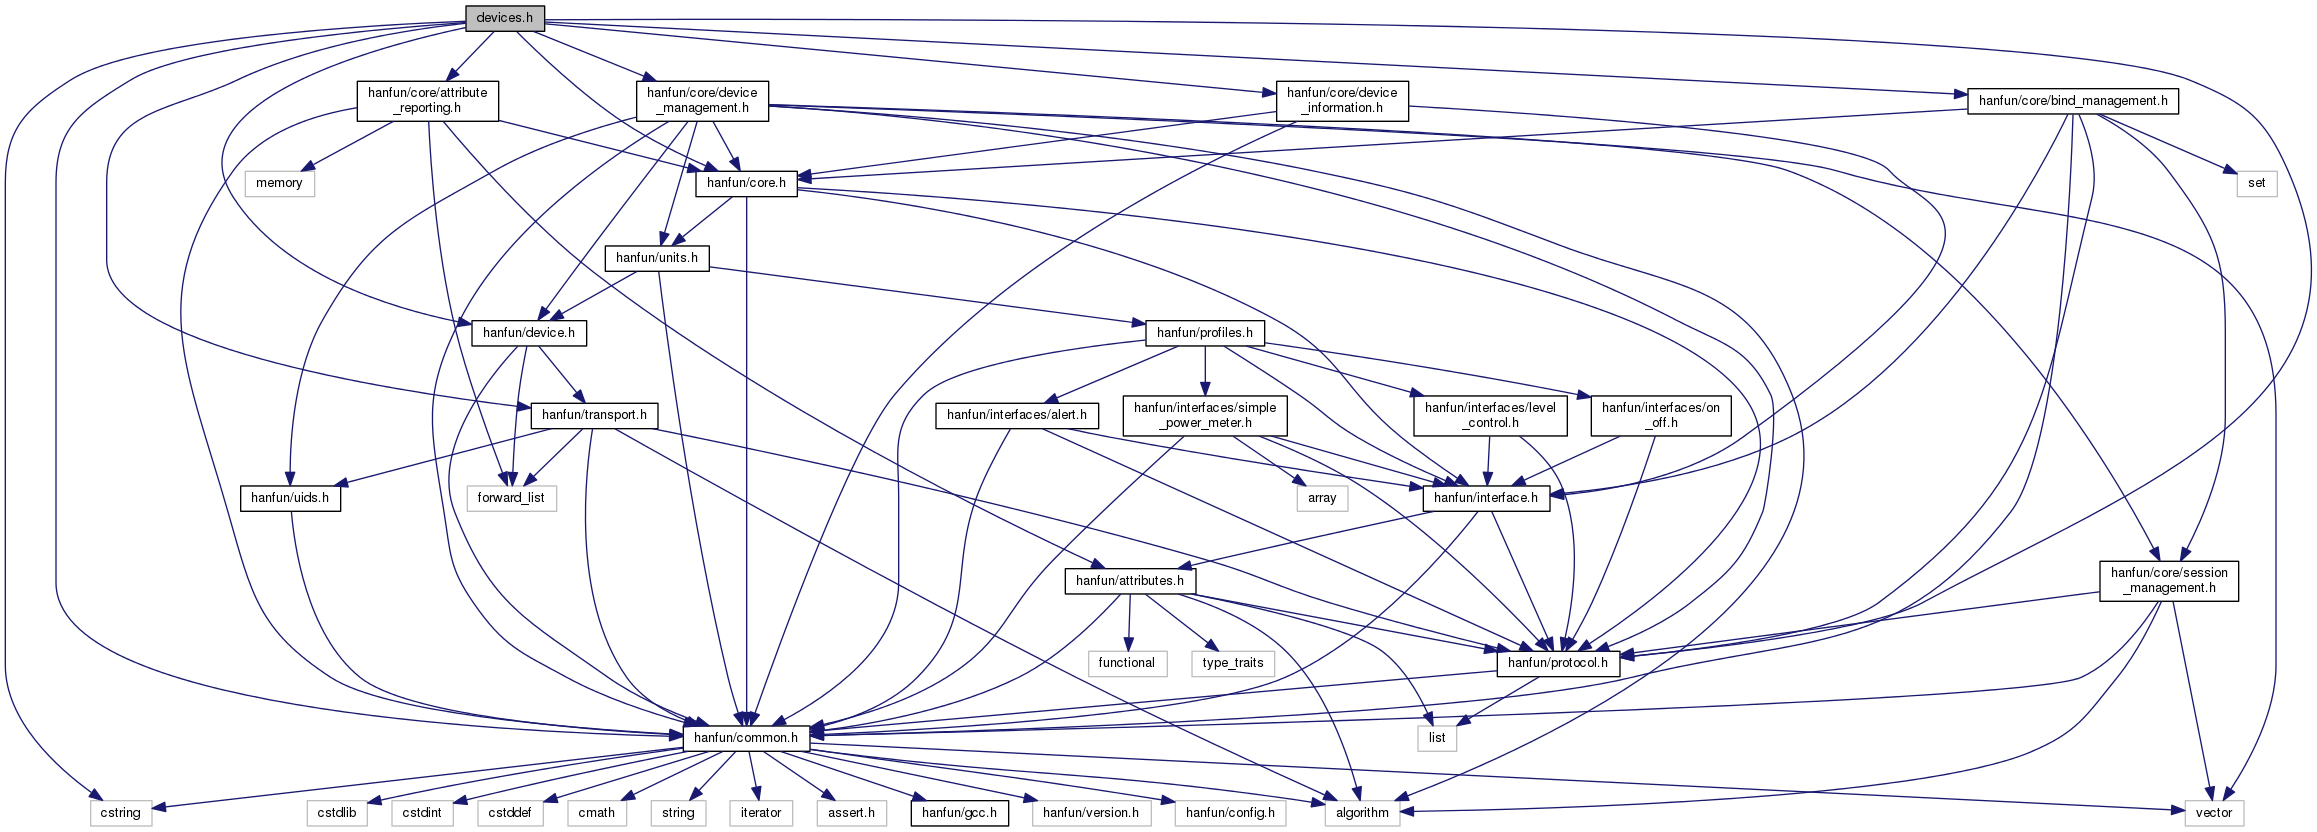 devices.h
hanfun/core/attribute
_reporting.h
hanfun/core/device
_management.h
hanfun/core/device
_information.h
hanfun/core/bind_management.h
memory
hanfun/core.h
set
hanfun/units.h
hanfun/device.h
hanfun/profiles.h
hanfun/transport.h
hanfun/interfaces/alert.h
hanfun/interfaces/simple
_power_meter.h
hanfun/interfaces/level
_control.h
hanfun/interfaces/on
_off.h
hanfun/uids.h
forward_list
array
hanfun/interface.h
hanfun/attributes.h
hanfun/core/session
_management.h
functional
type_traits
hanfun/protocol.h
hanfun/common.h
list
cstring
cstdlib
cstdint
cstddef
cmath
string
iterator
assert.h
hanfun/gcc.h
hanfun/version.h
hanfun/config.h
algorithm
vector